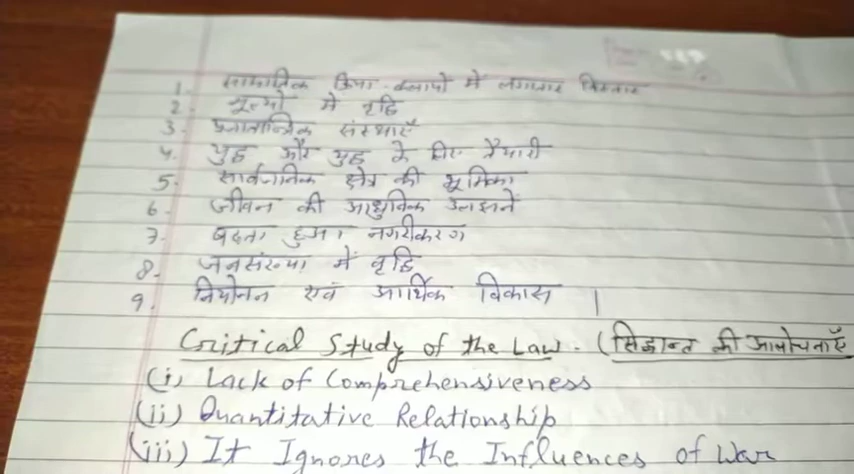 1. सामाजिक क्रिया-कलापों में लगातार विस्तार
2. मूल्यों में वृद्धि
3. प्रजातान्त्रिक संस्थाएँ
4. युद्ध और युद्ध के लिए तैयारी
5. सार्वजनिक क्षेत्र की भूमिका
6. जीवन की आधुनिक उलझनें
7. बढता हुआ नगरीकरण
8. जनसंख्या में वृद्धि
9. नियोजन एवं आर्थिक विकास |
Critical Study of the Law. (सिद्धान्त की आलोचनाएँ
(i) Lack of Comprehensiveness
(ii) Quantitative Relationship
(iii) It Ignores the Influences of War